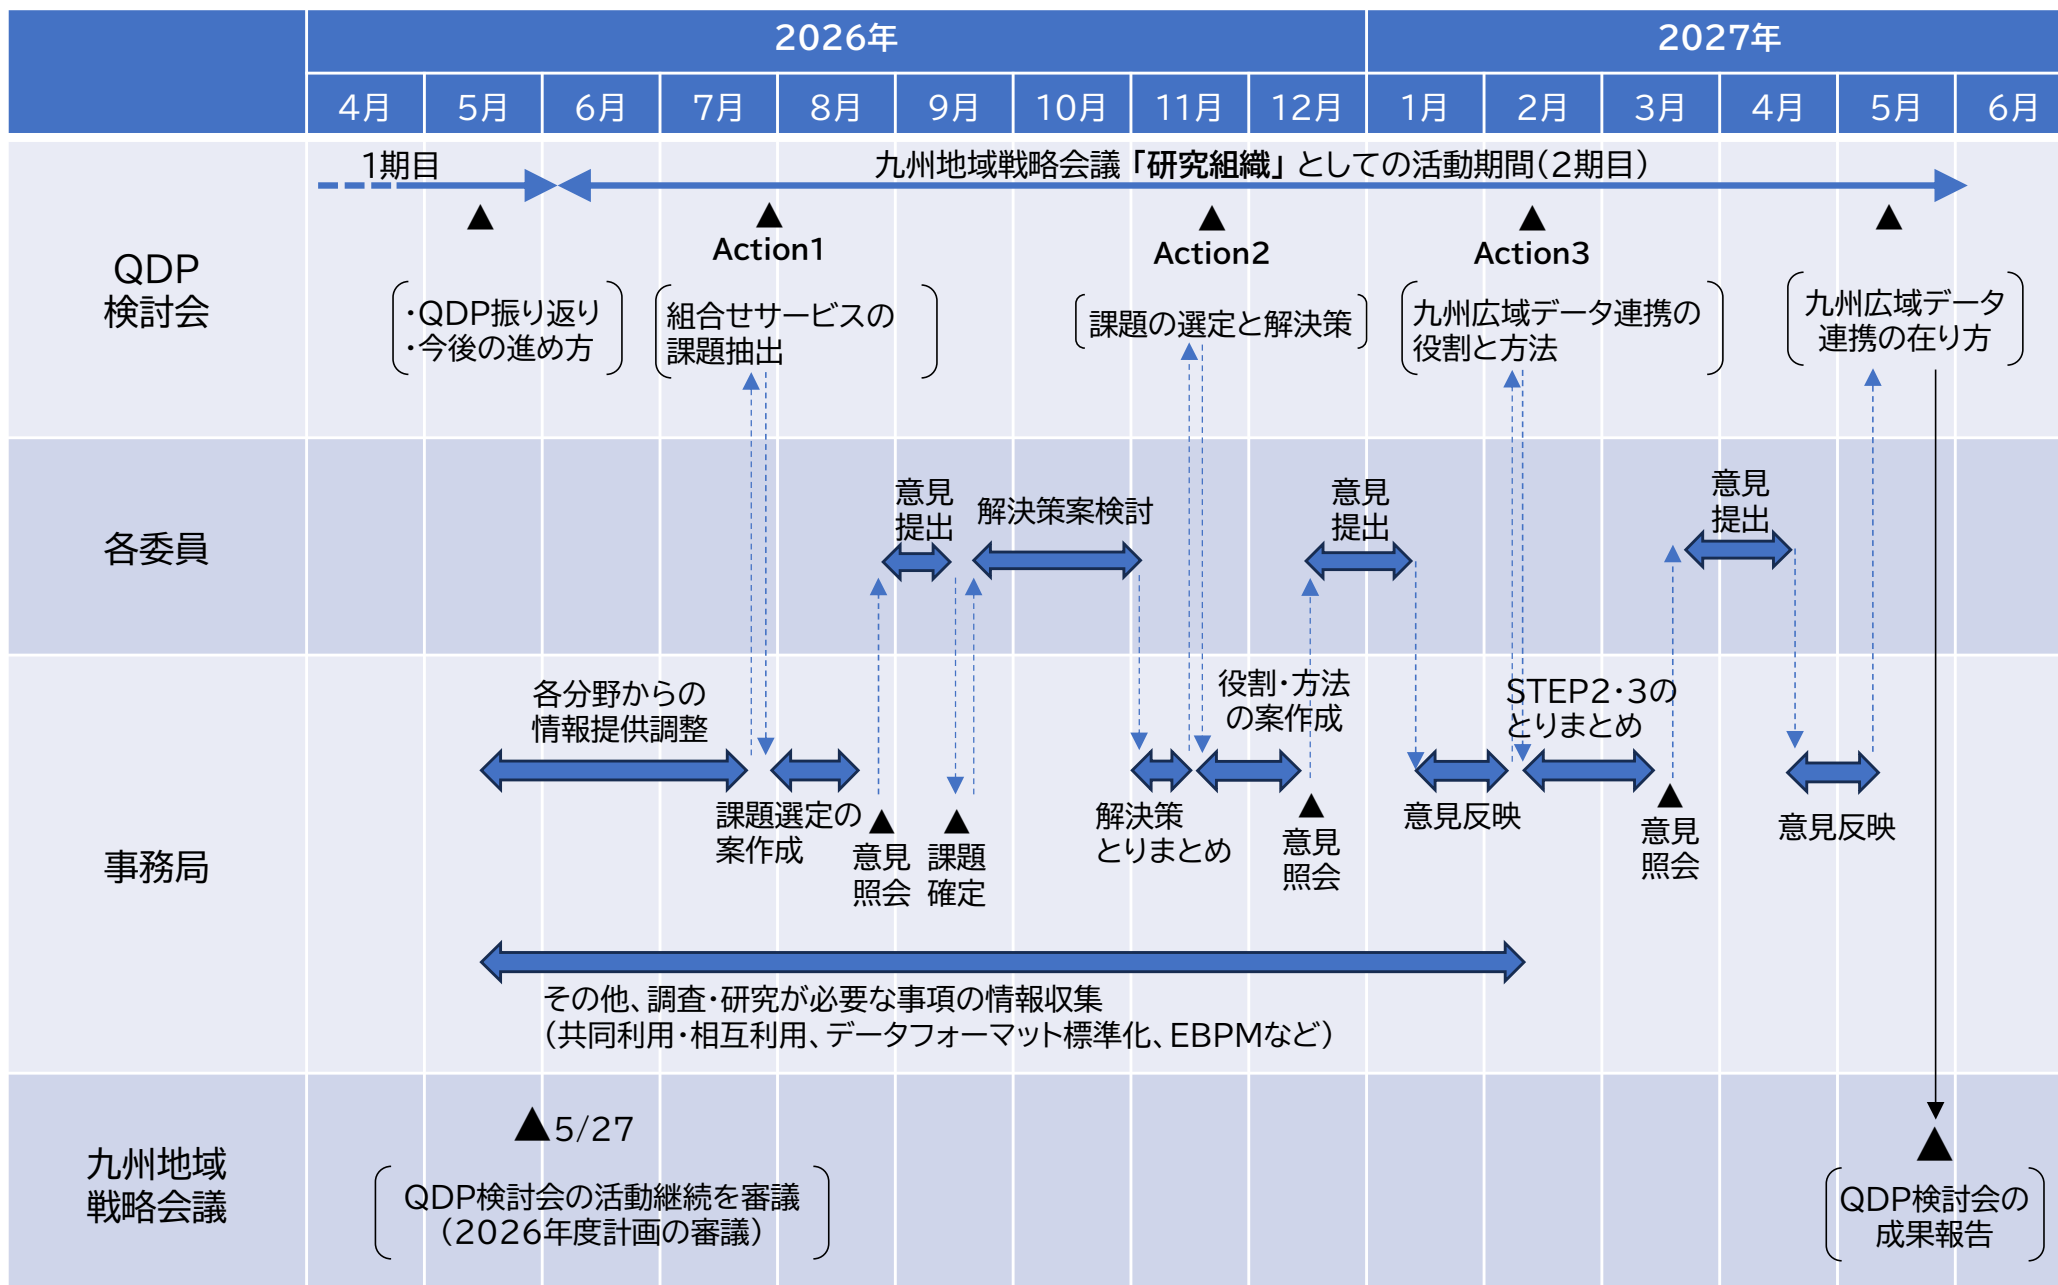 2026年
2027年
4月
5月
6月
7月
8月
9月
10月
11月
12月
1月
2月
3月
4月
5月
6月
QDP
検討会
1期目
九州地域戦略会議「研究組織」としての活動期間(2期目)
▲
▲
▲
▲
▲
Action1
Action2
Action3
・QDP振り返り
・今後の進め方
組合せサービスの
課題抽出
課題の選定と解決策
九州広域データ連携の
役割と方法
九州広域データ
連携の在り方
各委員
意見
提出
解決策案検討
意見
提出
意見
提出
事務局
各分野からの
情報提供調整
役割・方法
の案作成
STEP2・3の
とりまとめ
課題選定の
案作成
▲
意見
照会
▲
課題
確定
解決策
とりまとめ
▲
意見
照会
意見反映
▲
意見
照会
意見反映
その他、調査・研究が必要な事項の情報収集
(共同利用・相互利用、データフォーマット標準化、EBPMなど)
九州地域
戦略会議
▲5/27
QDP検討会の活動継続を審議
(2026年度計画の審議)
▲
QDP検討会の
成果報告